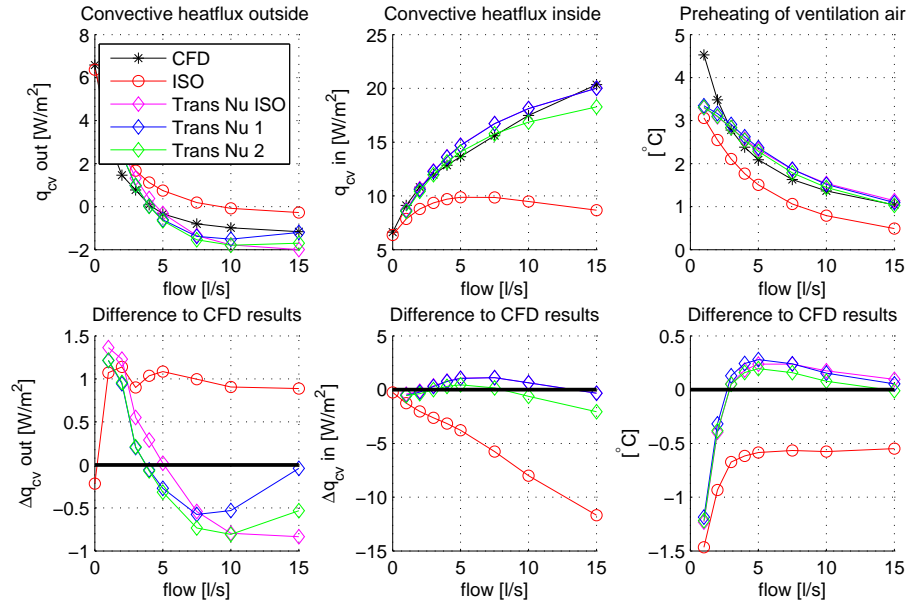 Convective heatflux outside
q_cv out [W/m²]
8
6
4
2
0
−2
0
5
10
15
flow [l/s]
CFD
ISO
Trans Nu ISO
Trans Nu 1
Trans Nu 2
Convective heatflux inside
q_cv in [W/m²]
25
20
15
10
5
0
5
10
15
flow [l/s]
Preheating of ventilation air
[°C]
5
4
3
2
1
0
0
5
10
15
flow [l/s]
Difference to CFD results
Δq_cv out [W/m²]
1.5
1
0.5
0
−0.5
−1
0
5
10
15
flow [l/s]
Difference to CFD results
Δq_cv in [W/m²]
5
0
−5
−10
−15
0
5
10
15
flow [l/s]
Difference to CFD results
[°C]
0.5
0
−0.5
−1
−1.5
0
5
10
15
flow [l/s]